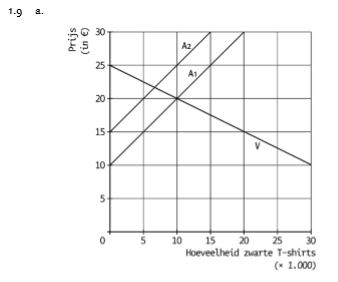 1.9 a.
Prijs
(in €)
30
A2
25
A1
20
15
V
10
5
0 5 10 15 20 25 30
Hoeveelheid zwarte T-shirts
(× 1.000)